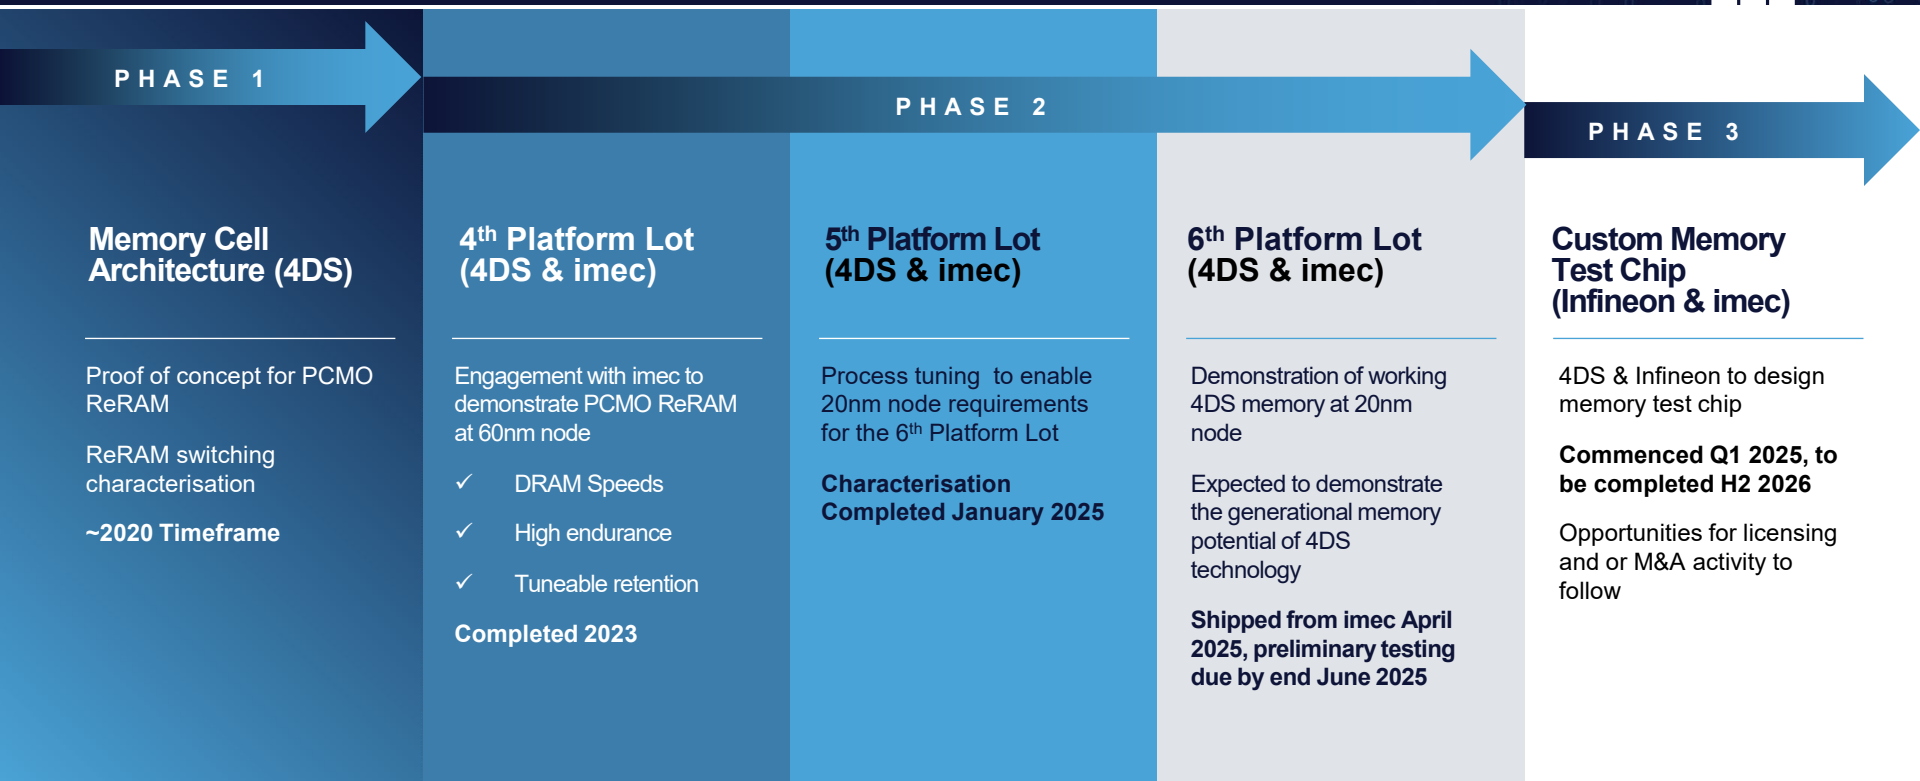 PHASE 1
PHASE 2
PHASE 3
Memory Cell
Architecture (4DS)
Proof of concept for PCMO
ReRAM
ReRAM switching
characterisation
~2020 Timeframe
4th Platform Lot
(4DS & imec)
Engagement with imec to
demonstrate PCMO ReRAM
at 60nm node
✓ DRAM Speeds
✓ High endurance
✓ Tuneable retention
Completed 2023
5th Platform Lot
(4DS & imec)
Process tuning to enable
20nm node requirements
for the 6th Platform Lot
Characterisation
Completed January 2025
6th Platform Lot
(4DS & imec)
Demonstration of working
4DS memory at 20nm
node
Expected to demonstrate
the generational memory
potential of 4DS
technology
Shipped from imec April
2025, preliminary testing
due by end June 2025
Custom Memory
Test Chip
(Infineon & imec)
4DS & Infineon to design
memory test chip
Commenced Q1 2025, to
be completed H2 2026
Opportunities for licensing
and or M&A activity to
follow